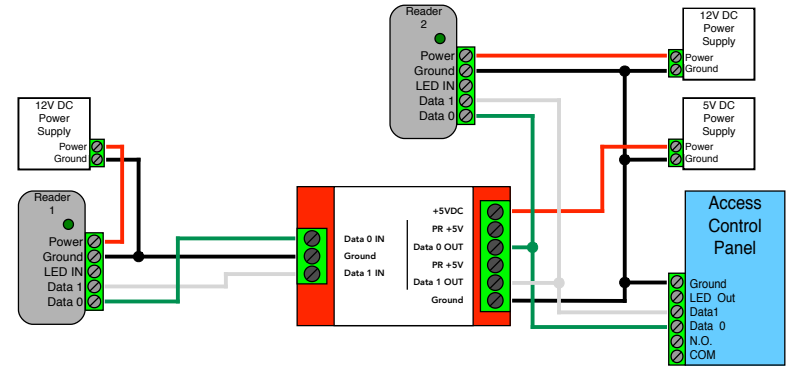 Reader
2
Power
Ground
LED IN
Data 1
Data 0
12V DC
Power
Supply
Power
Ground
5V DC
Power
Supply
Power
Ground
12V DC
Power
Supply
Power
Ground
Reader
1
Power
Ground
LED IN
Data 1
Data 0
Data 0 IN
Ground
Data 1 IN
+5VDC
PR +5V
Data 0 OUT
PR +5V
Data 1 OUT
Ground
Access
Control
Panel
Ground
LED Out
Data1
Data 0
N.O.
COM